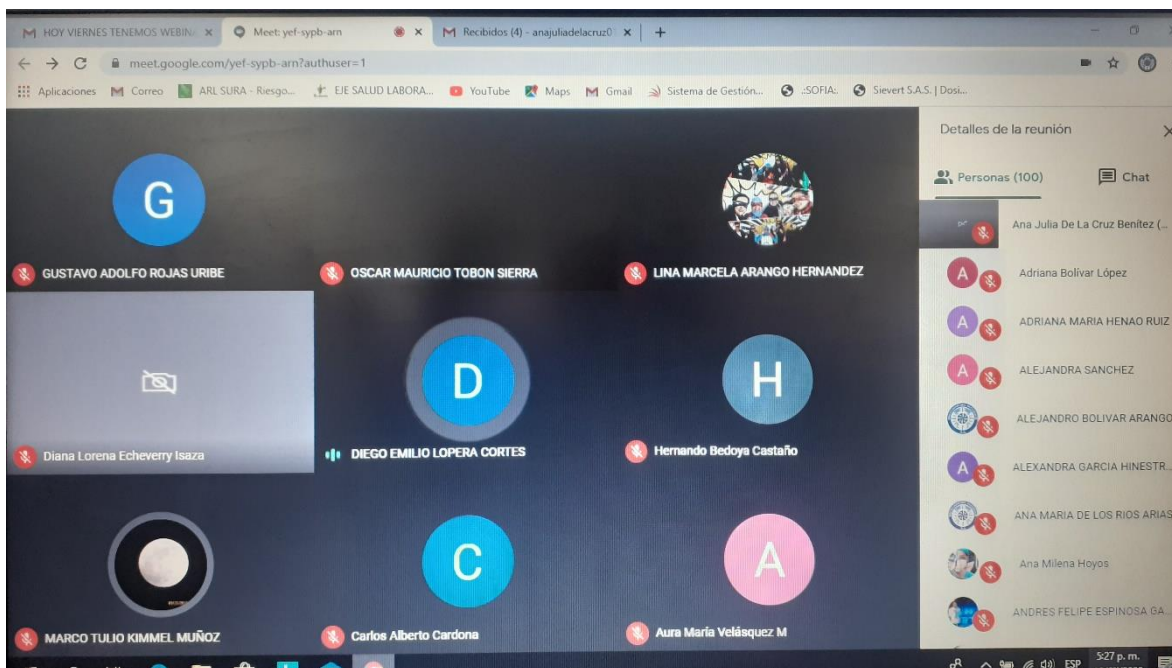 HOY VIERNES TENEMOS WEBIN
Meet: yef-sypb-arn
Recibidos (4) - anajuliadelacruz0
meet.google.com/yef-sypb-arn?authuser=1
Aplicaciones
Correo
ARL SURA - Riesgo...
EJE SALUD LABORA...
YouTube
Maps
Gmail
Sistema de Gestión...
.:SOFIA:.
Sievert S.A.S. | Dosi...
Detalles de la reunión
Personas (100)
Chat
G
GUSTAVO ADOLFO ROJAS URIBE
OSCAR MAURICIO TOBON SIERRA
LINA MARCELA ARANGO HERNANDEZ
Diana Lorena Echeverry Isaza
D
DIEGO EMILIO LOPERA CORTES
H
Hernando Bedoya Castaño
MARCO TULIO KIMMEL MUÑOZ
C
Carlos Alberto Cardona
A
Aura María Velásquez M
Ana Julia De La Cruz Benítez (...
A
Adriana Bolívar López
A
ADRIANA MARIA HENAO RUIZ
A
ALEJANDRA SANCHEZ
ALEJANDRO BOLIVAR ARANGO
A
ALEXANDRA GARCIA HINESTR...
ANA MARIA DE LOS RIOS ARIAS
Ana Milena Hoyos
ANDRES FELIPE ESPINOSA GA...
ESP
5:27 p. m.